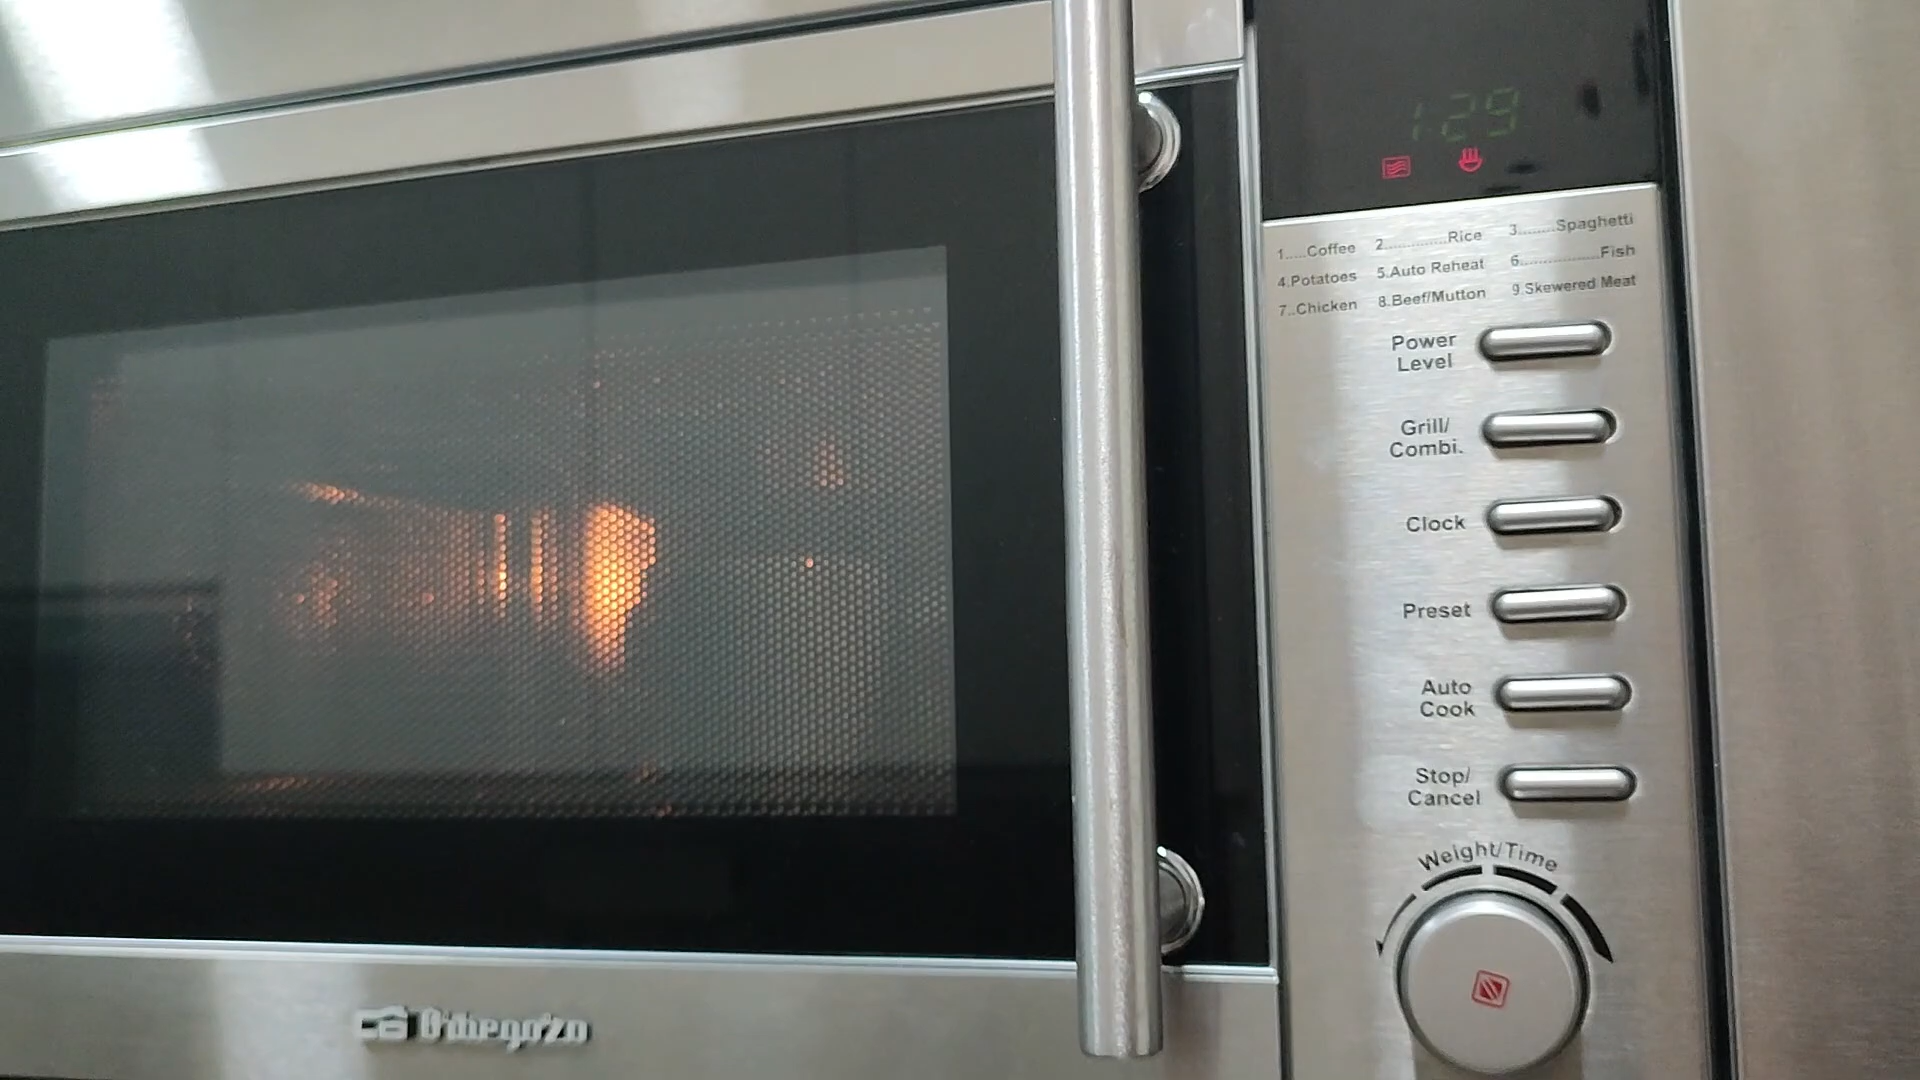 1:29
1....Coffee 2..............Rice 3........Spaghetti
4.Potatoes 5.Auto Reheat 6.................Fish
7..Chicken 8.Beef/Mutton 9.Skewered Meat
Power
Level
Grill/
Combi.
Clock
Preset
Auto
Cook
Stop/
Cancel
Weight/Time
Orbegozo